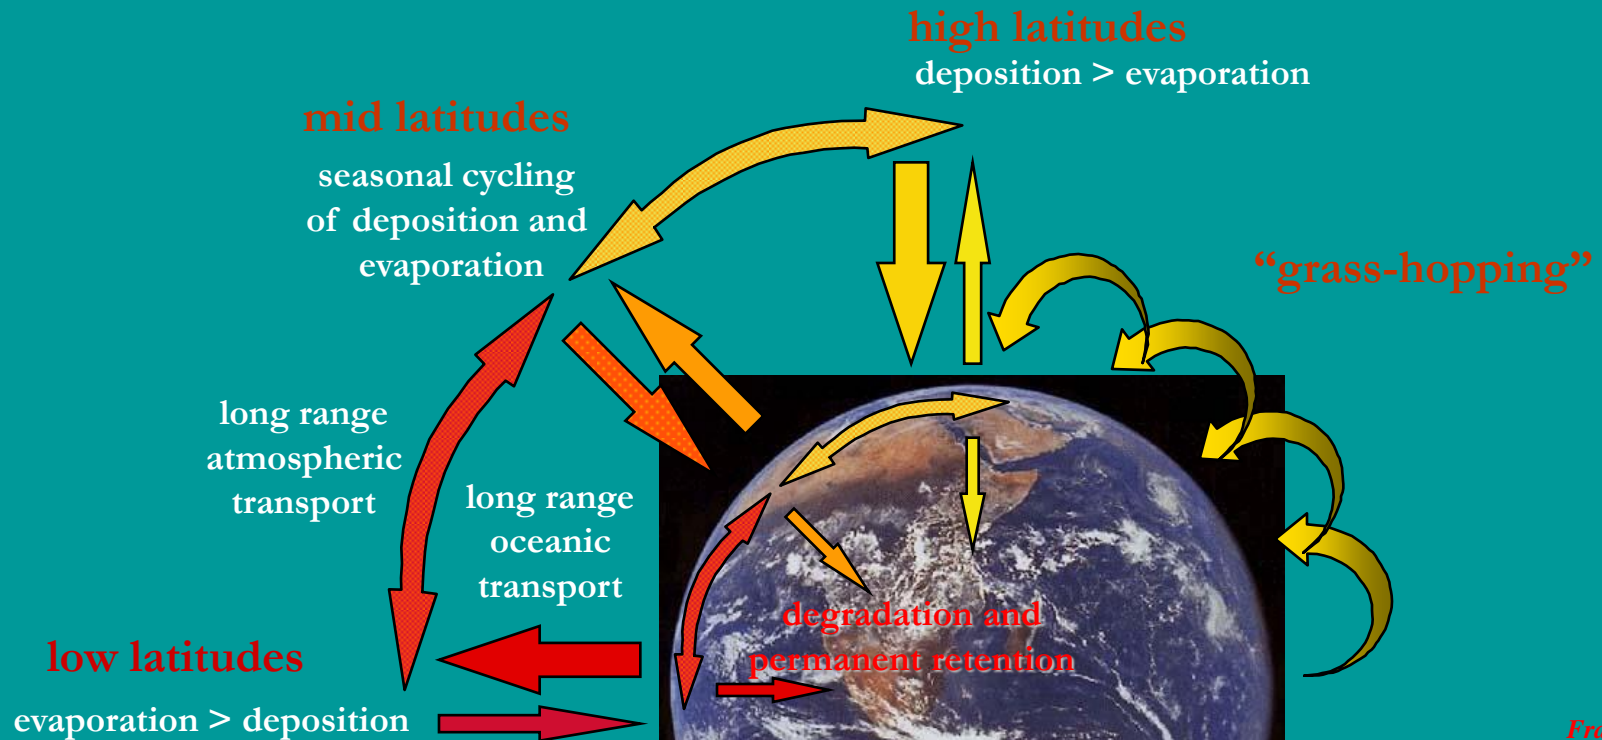 high latitudes
deposition > evaporation
mid latitudes
seasonal cycling
of deposition and
evaporation
“grass-hopping”
long range
atmospheric
transport
long range
oceanic
transport
degradation and
permanent retention
low latitudes
evaporation > deposition